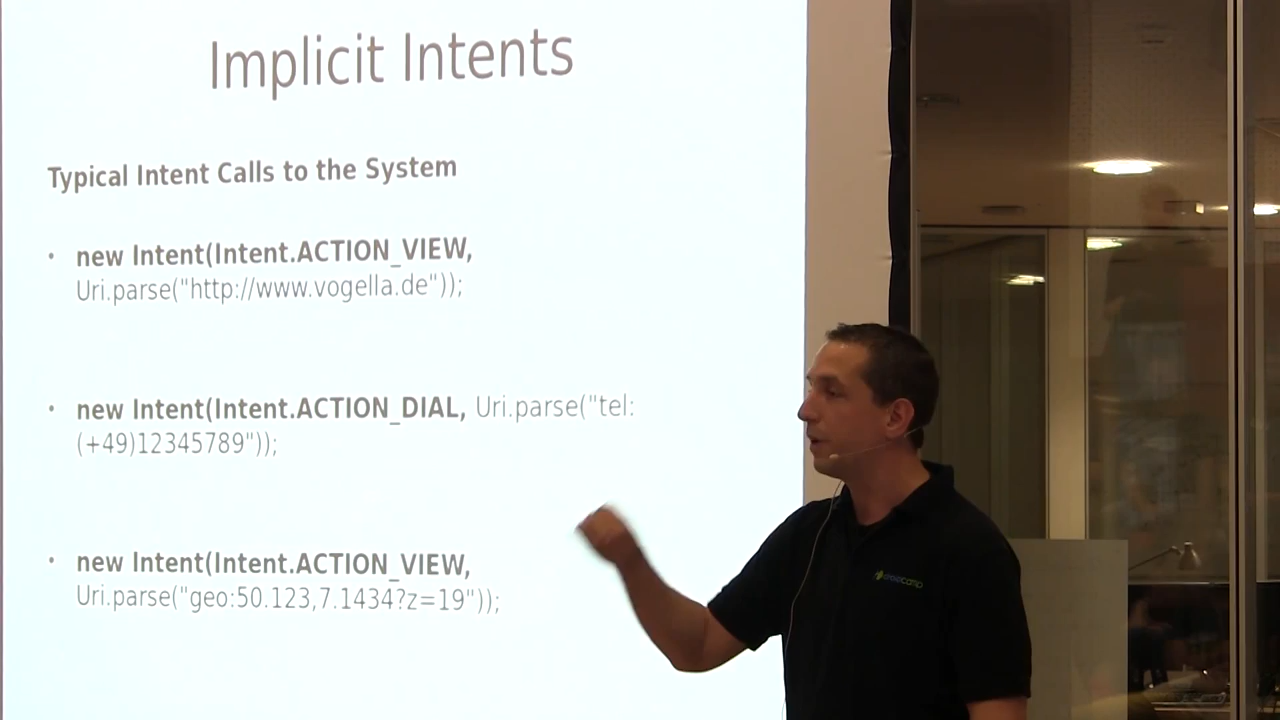 Implicit Intents
Typical Intent Calls to the System
• new Intent(Intent.ACTION_VIEW,
Uri.parse("http://www.vogella.de"));
• new Intent(Intent.ACTION_DIAL, Uri.parse("tel:
(+49)12345789"));
• new Intent(Intent.ACTION_VIEW,
Uri.parse("geo:50.123,7.1434?z=19"));